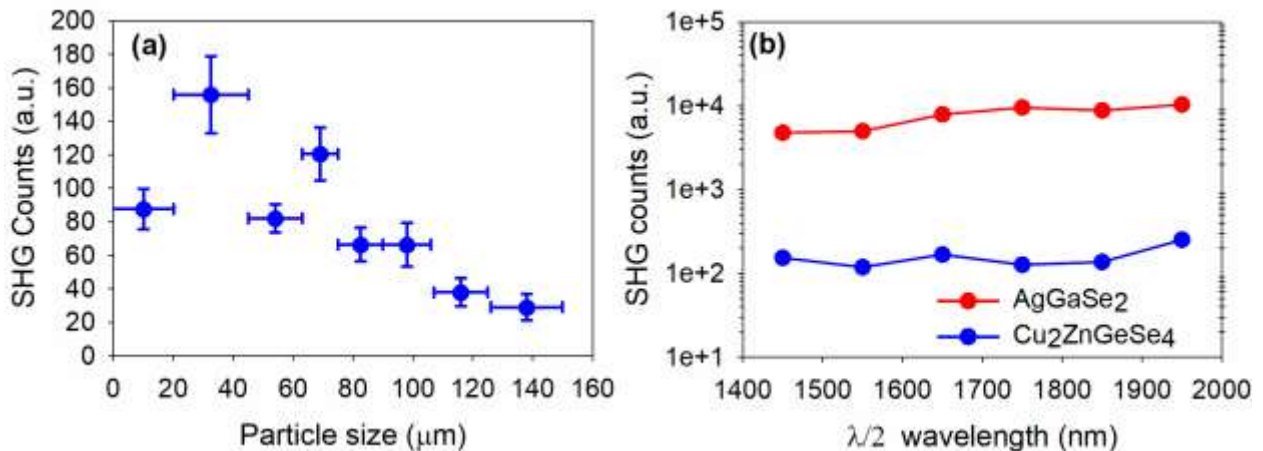 (a)
SHG Counts (a.u.)
200
180
160
140
120
100
80
60
40
20
0
0 20 40 60 80 100 120 140 160
Particle size (μm)
(b)
SHG counts (a.u.)
1e+5
1e+4
1e+3
1e+2
1e+1
AgGaSe₂
Cu₂ZnGeSe₄
1400 1500 1600 1700 1800 1900 2000
λ/2 wavelength (nm)